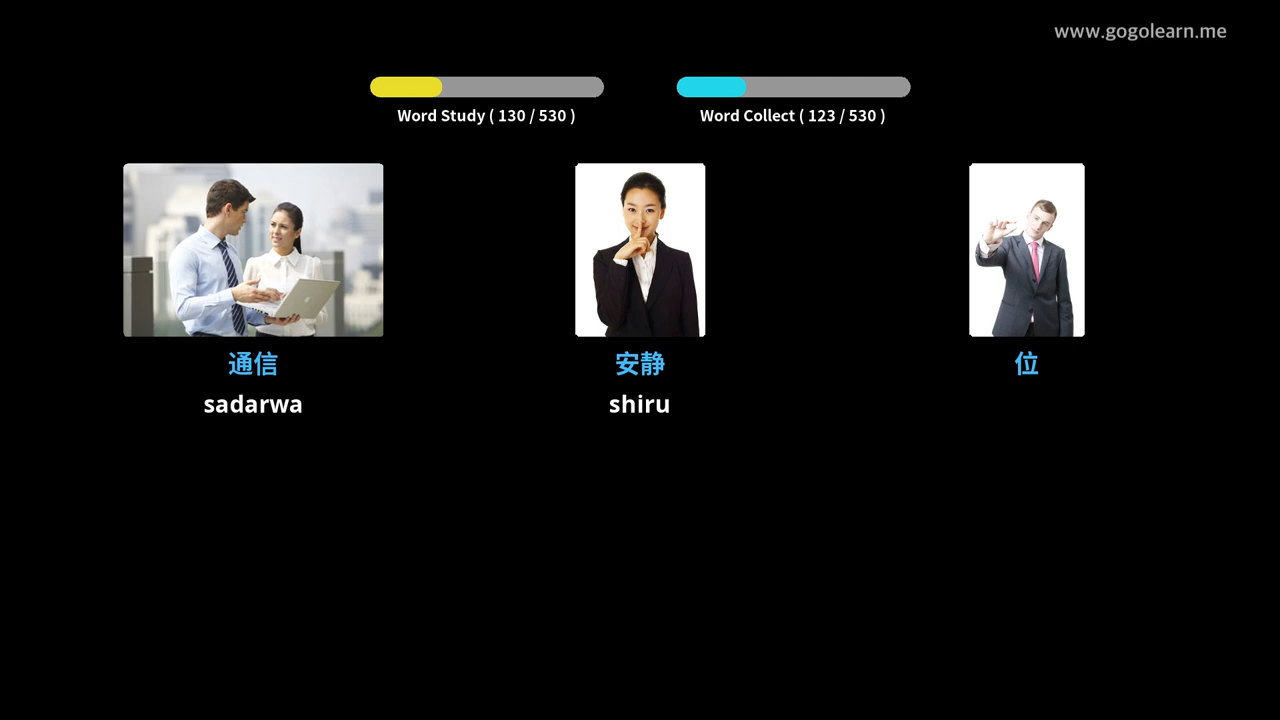 www.gogolearn.me
Word Study ( 130 / 530 )
Word Collect ( 123 / 530 )
通信
安静
位
sadarwa
shiru